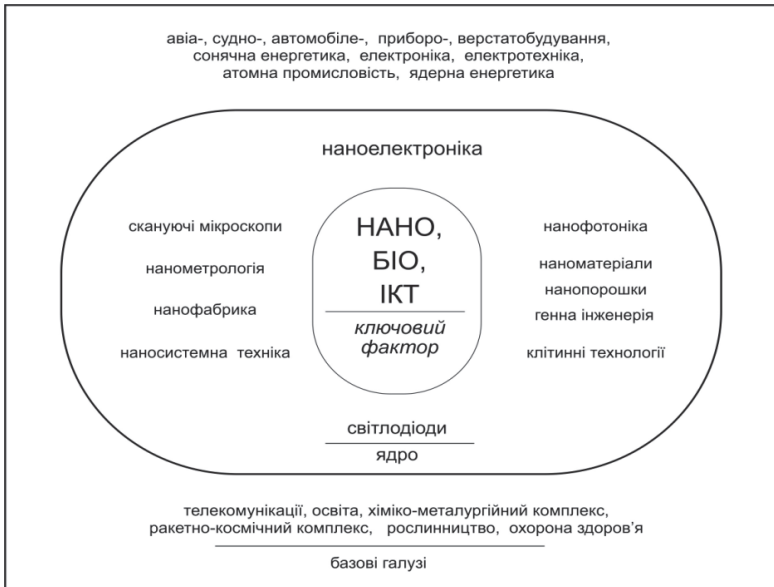 авіа-, судно-, автомобіле-, приборо-, верстатобудування,
сонячна енергетика, електроніка, електротехніка,
атомна промисловість, ядерна енергетика
наноелектроніка
скануючі мікроскопи
нанометрологія
нанофабрика
наносистемна техніка
НАНО,
БІО,
ІКТ
ключовий
фактор
нанофотоніка
наноматеріали
нанопорошки
генна інженерія
клітинні технології
світлодіоди
ядро
телекомунікації, освіта, хіміко-металургійний комплекс,
ракетно-космічний комплекс, рослинництво, охорона здоров’я
базові галузі